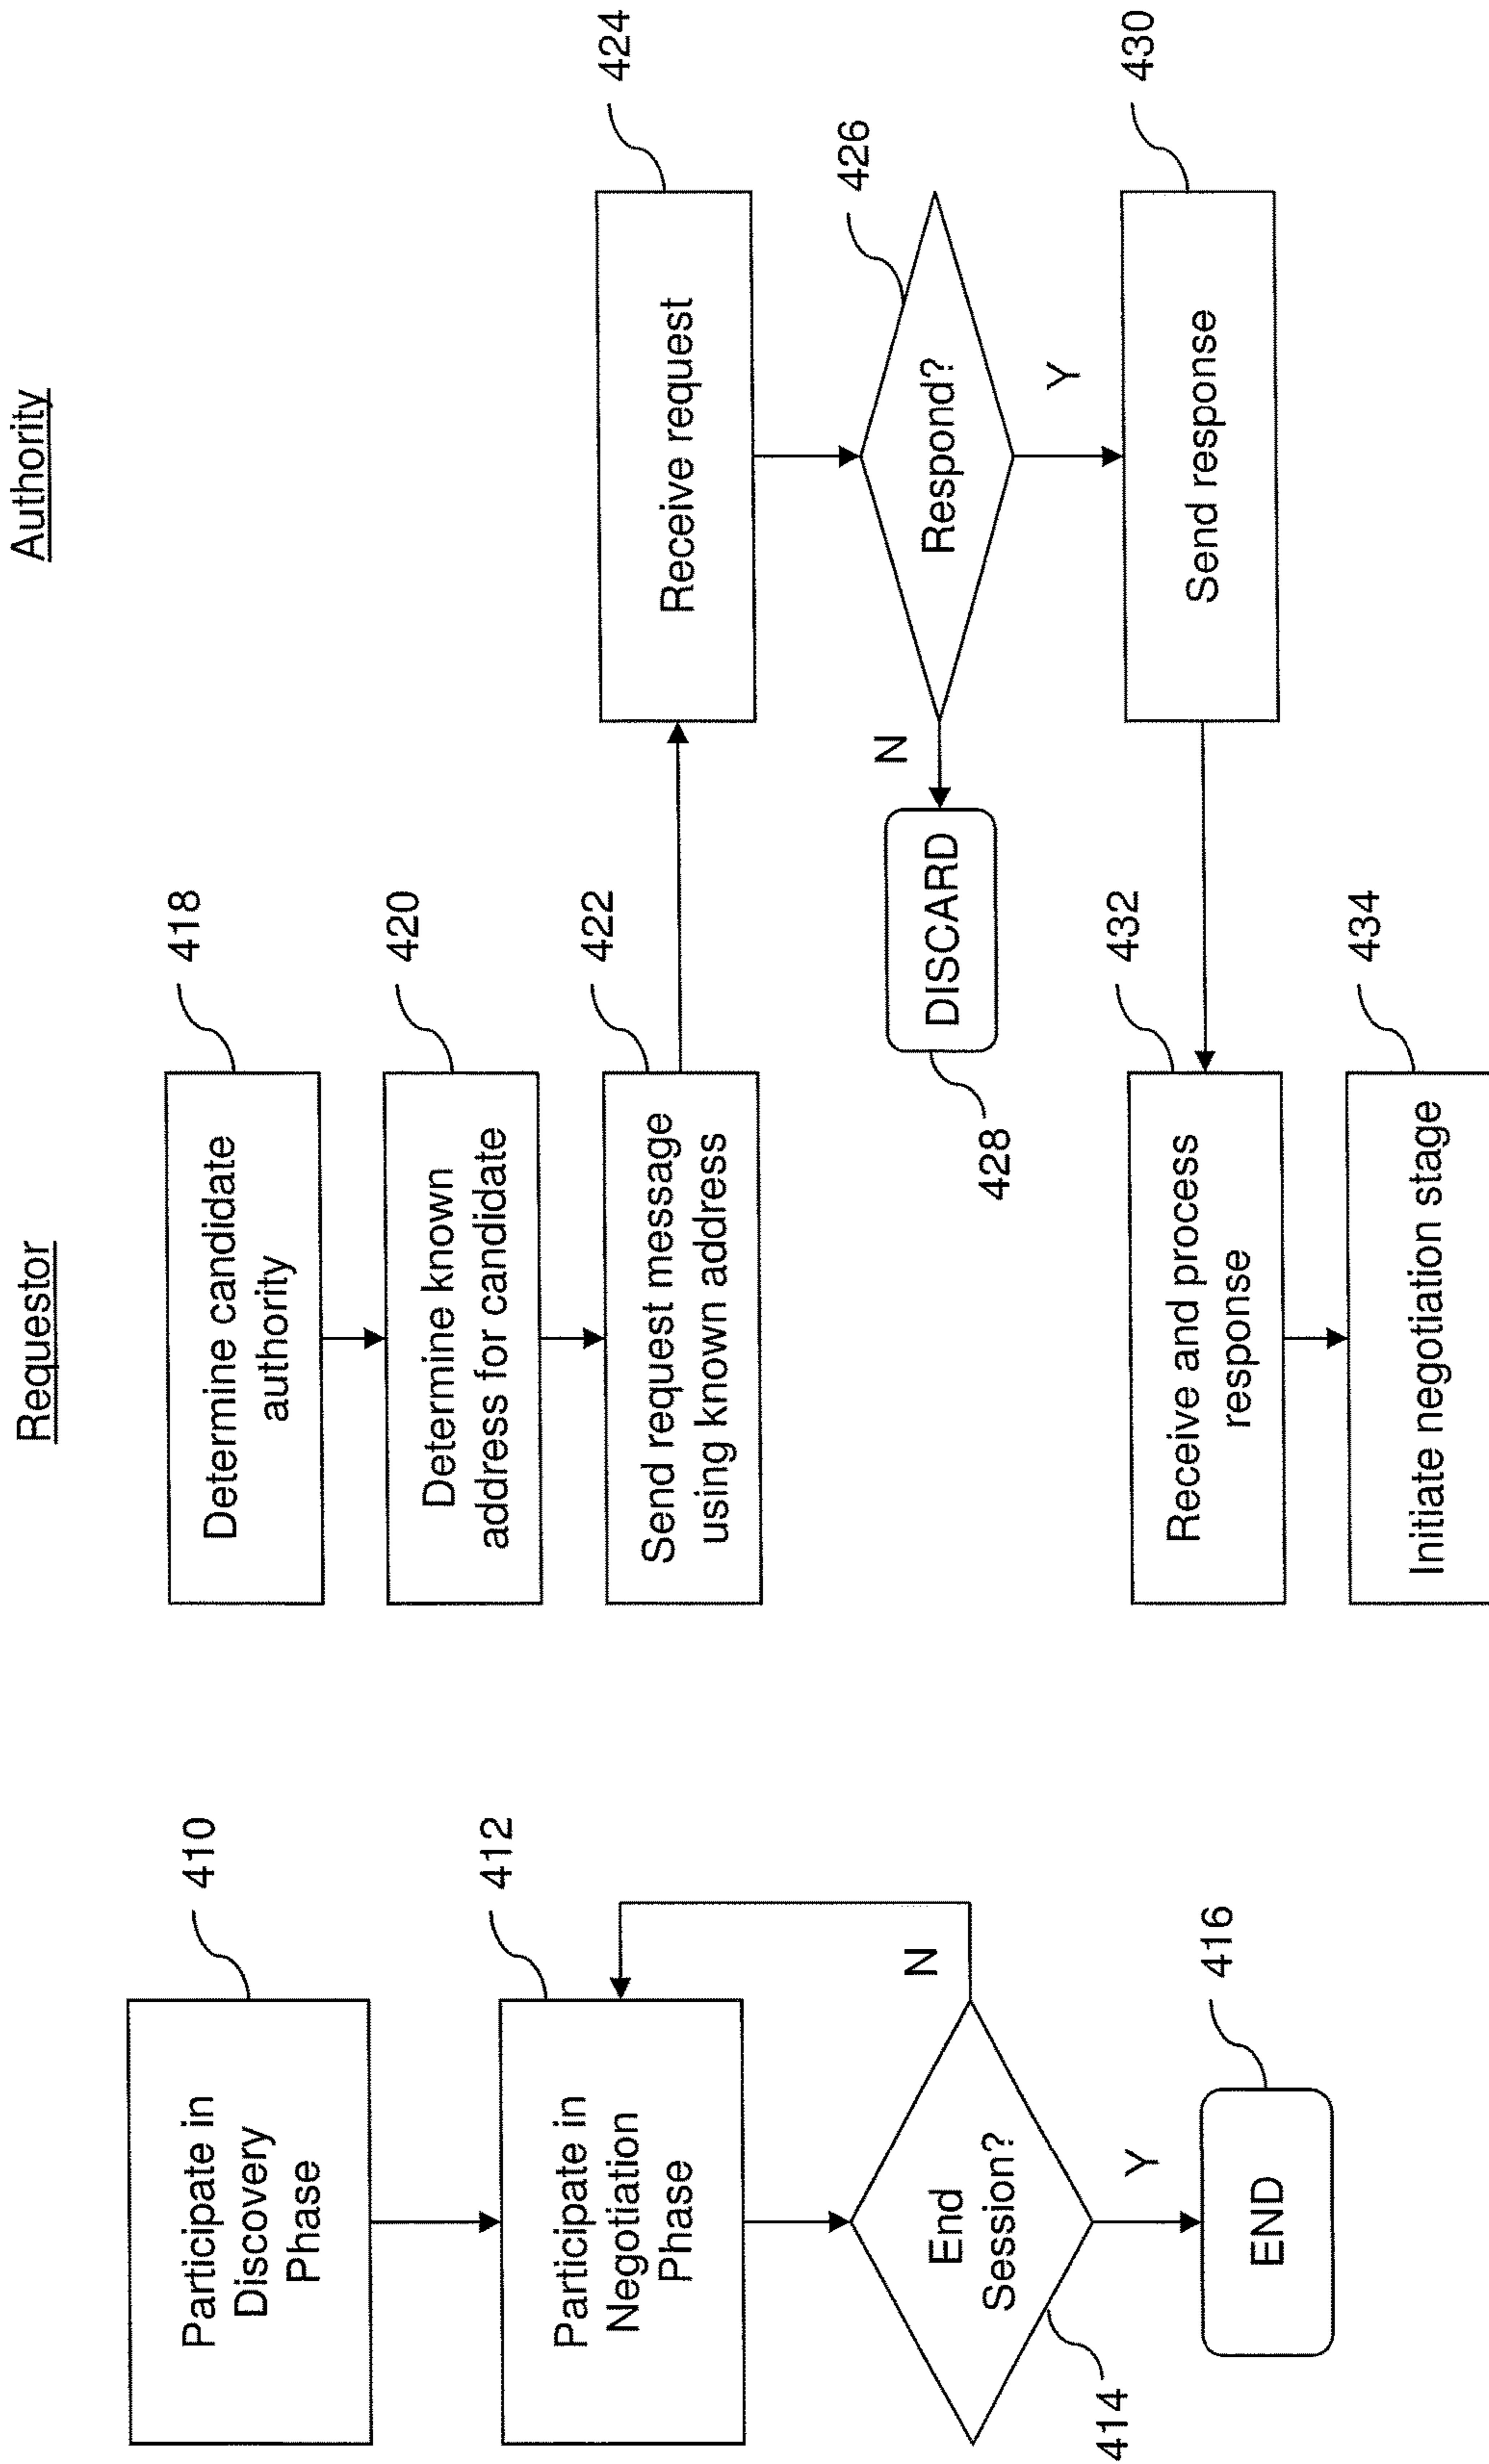 Participate in
Discovery
Phase
410
Participate in
Negotiation
Phase
412
End
Session?
414
N
Y
END
416
Requestor
Authority
Determine candidate
authority
418
Determine known
address for candidate
420
Send request message
using known address
422
Receive request
424
Respond?
426
N
DISCARD
428
Y
Send response
430
Receive and process
response
432
Initiate negotiation stage
434